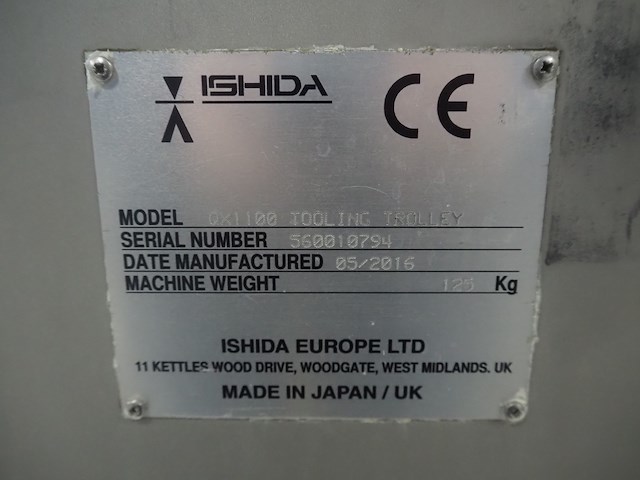 ISHIDA CE
MODEL QX1100 TOOLING TROLLEY
SERIAL NUMBER 560010794
DATE MANUFACTURED 05/2016
MACHINE WEIGHT 125 Kg
ISHIDA EUROPE LTD
11 KETTLES WOOD DRIVE, WOODGATE, WEST MIDLANDS. UK
MADE IN JAPAN / UK